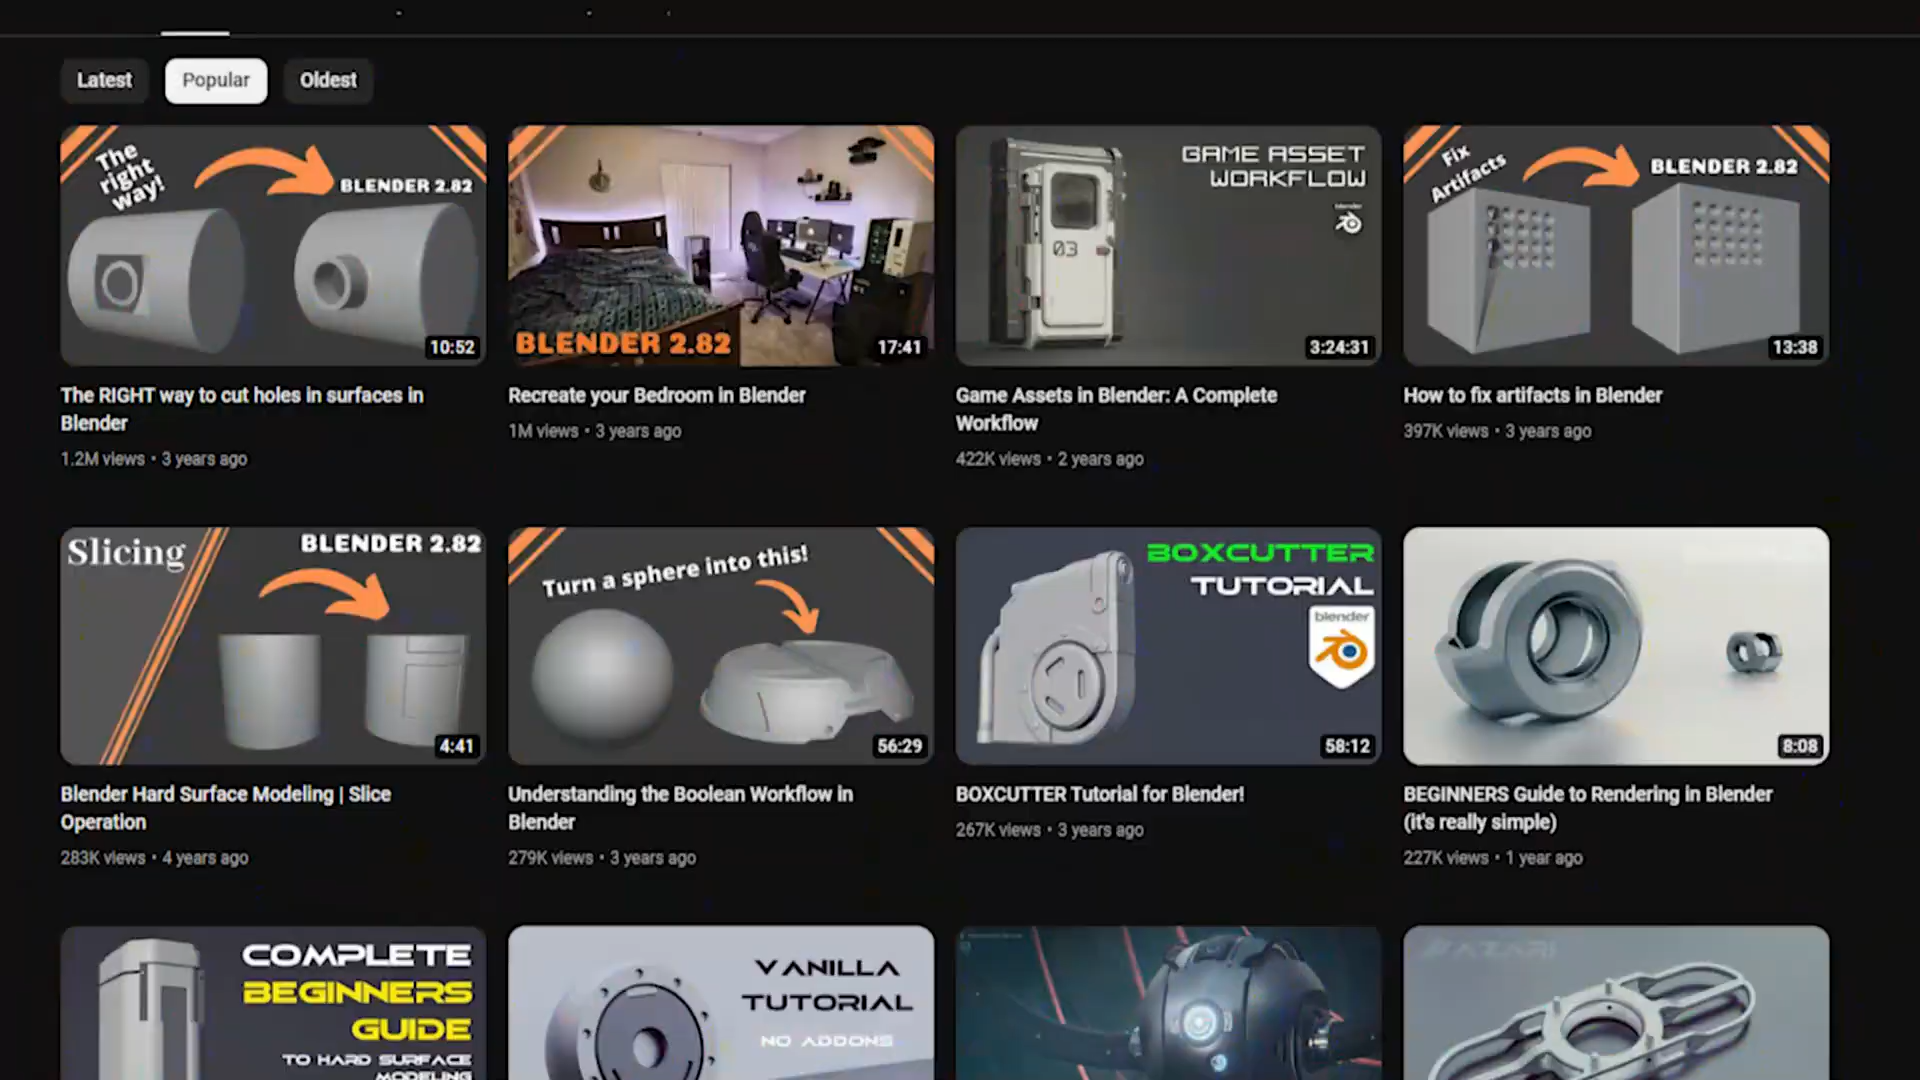 Latest
Popular
Oldest
The
right
way!
BLENDER 2.82
10:52
BLENDER 2.82
17:41
GAME ASSET
WORKFLOW
blender
03
3:24:31
Fix
Artifacts
BLENDER 2.82
13:38
The RIGHT way to cut holes in surfaces in
Blender
1.2M views • 3 years ago
Recreate your Bedroom in Blender
1M views • 3 years ago
Game Assets in Blender: A Complete
Workflow
422K views • 2 years ago
How to fix artifacts in Blender
397K views • 3 years ago
Slicing
BLENDER 2.82
4:41
Turn a sphere into this!
56:29
BOXCUTTER
TUTORIAL
blender
58:12
8:08
Blender Hard Surface Modeling | Slice
Operation
283K views • 4 years ago
Understanding the Boolean Workflow in
Blender
279K views • 3 years ago
BOXCUTTER Tutorial for Blender!
267K views • 3 years ago
BEGINNERS Guide to Rendering in Blender
(it's really simple)
227K views • 1 year ago
COMPLETE
BEGINNERS
GUIDE
TO HARD SURFACE
MODELING
VANILLA
TUTORIAL
NO ADDONS